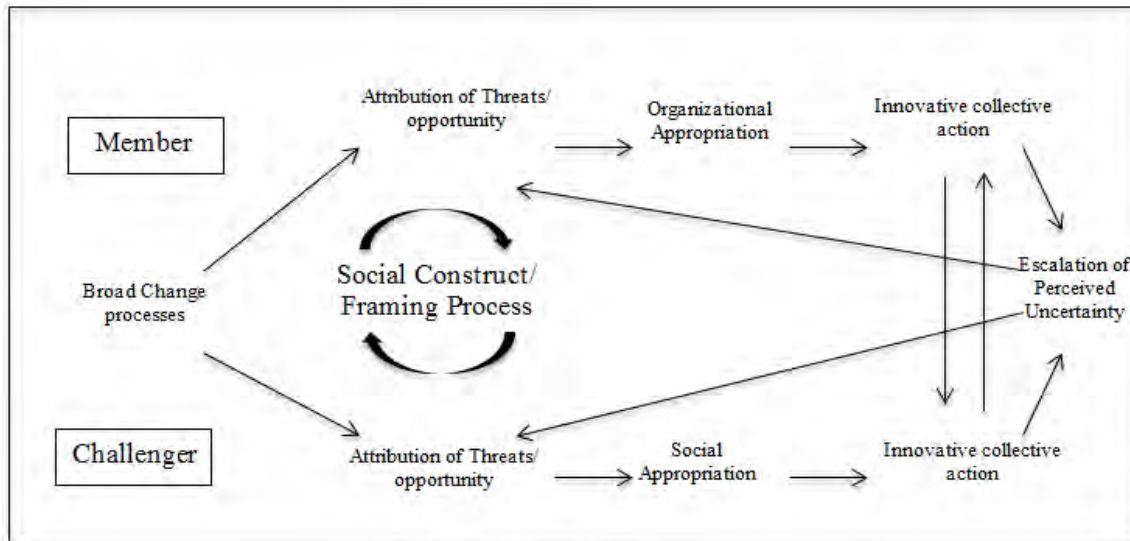 Member
Attribution of Threats/
opportunity
Organizational
Appropriation
Innovative collective
action
Broad Change
processes
Social Construct/
Framing Process
Escalation of
Perceived
Uncertainty
Challenger
Attribution of Threats/
opportunity
Social
Appropriation
Innovative collective
action